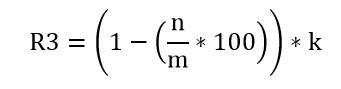 R3 = (1 − (n/m * 100)) * k